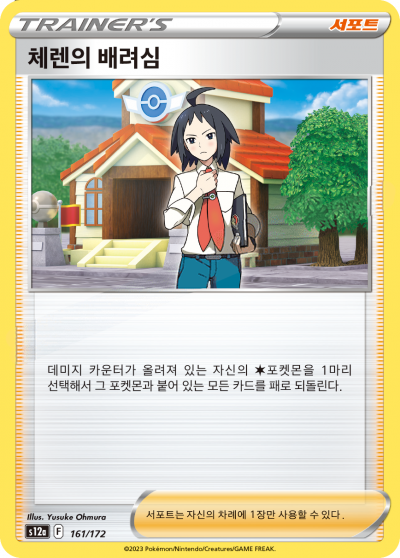 TRAINER'S
서포트
체렌의 배려심
데미지 카운터가 올려져 있는 자신의 ✶포켓몬을 1마리
선택해서 그 포켓몬과 붙어 있는 모든 카드를 패로 되돌린다.
Illus. Yusuke Ohmura
s12a F 161/172
서포트는 자신의 차례에 1장만 사용할 수 있다.
©2023 Pokémon/Nintendo/Creatures/GAME FREAK.